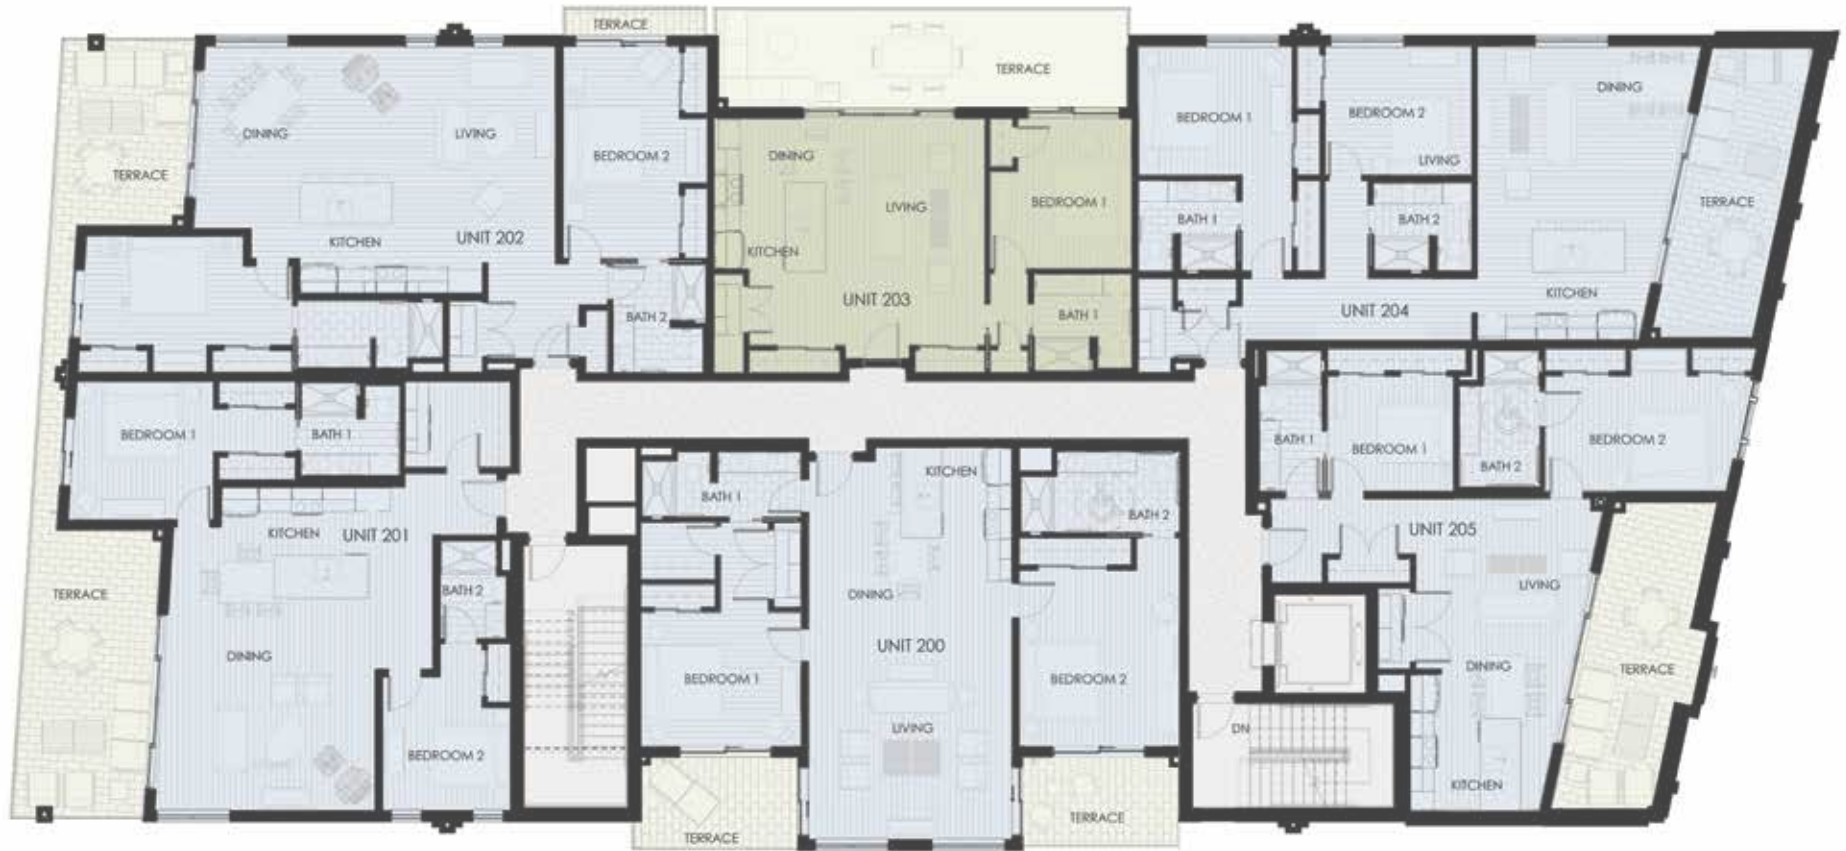 TERRACE
TERRACE
DINING
LIVING
BEDROOM 2
TERRACE
KITCHEN
UNIT 202
BATH 2
DINING
LIVING
BEDROOM 1
KITCHEN
UNIT 203
BATH 1
BEDROOM 1
BEDROOM 2
LIVING
DINING
BATH 1
BATH 2
TERRACE
KITCHEN
UNIT 204
BEDROOM 1
BATH 1
KITCHEN
UNIT 201
BATH 2
TERRACE
DINING
BEDROOM 2
BATH 1
KITCHEN
BATH 2
DINING
UNIT 200
BEDROOM 1
BEDROOM 2
LIVING
TERRACE
TERRACE
BATH 1
BEDROOM 1
BATH 2
BEDROOM 2
UNIT 205
LIVING
DINING
TERRACE
DN
KITCHEN